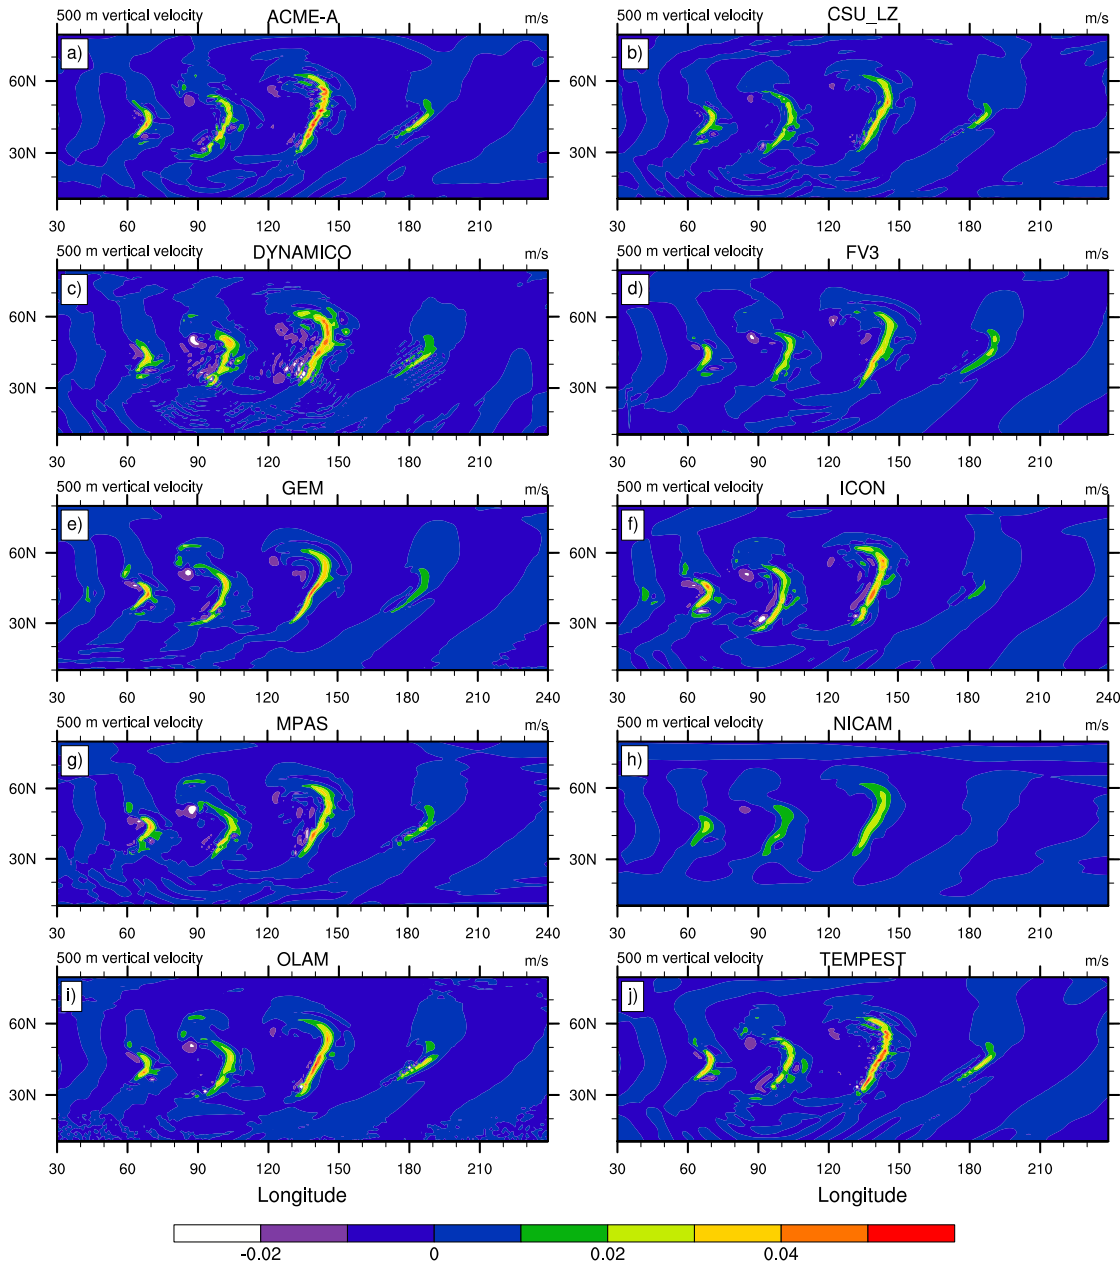 500 m vertical velocity ACME-A m/s
a)
60N
30N
30 60 90 120 150 180 210
500 m vertical velocity CSU_LZ m/s
b)
60N
30N
30 60 90 120 150 180 210
500 m vertical velocity DYNAMICO m/s
c)
60N
30N
30 60 90 120 150 180 210
500 m vertical velocity FV3 m/s
d)
60N
30N
30 60 90 120 150 180 210
500 m vertical velocity GEM m/s
e)
60N
30N
30 60 90 120 150 180 210 240
500 m vertical velocity ICON m/s
f)
60N
30N
30 60 90 120 150 180 210 240
500 m vertical velocity MPAS m/s
g)
60N
30N
30 60 90 120 150 180 210 240
500 m vertical velocity NICAM m/s
h)
60N
30N
30 60 90 120 150 180 210
500 m vertical velocity OLAM m/s
i)
60N
30N
30 60 90 120 150 180 210
Longitude
500 m vertical velocity TEMPEST m/s
j)
60N
30N
30 60 90 120 150 180 210
Longitude
-0.02 0 0.02 0.04